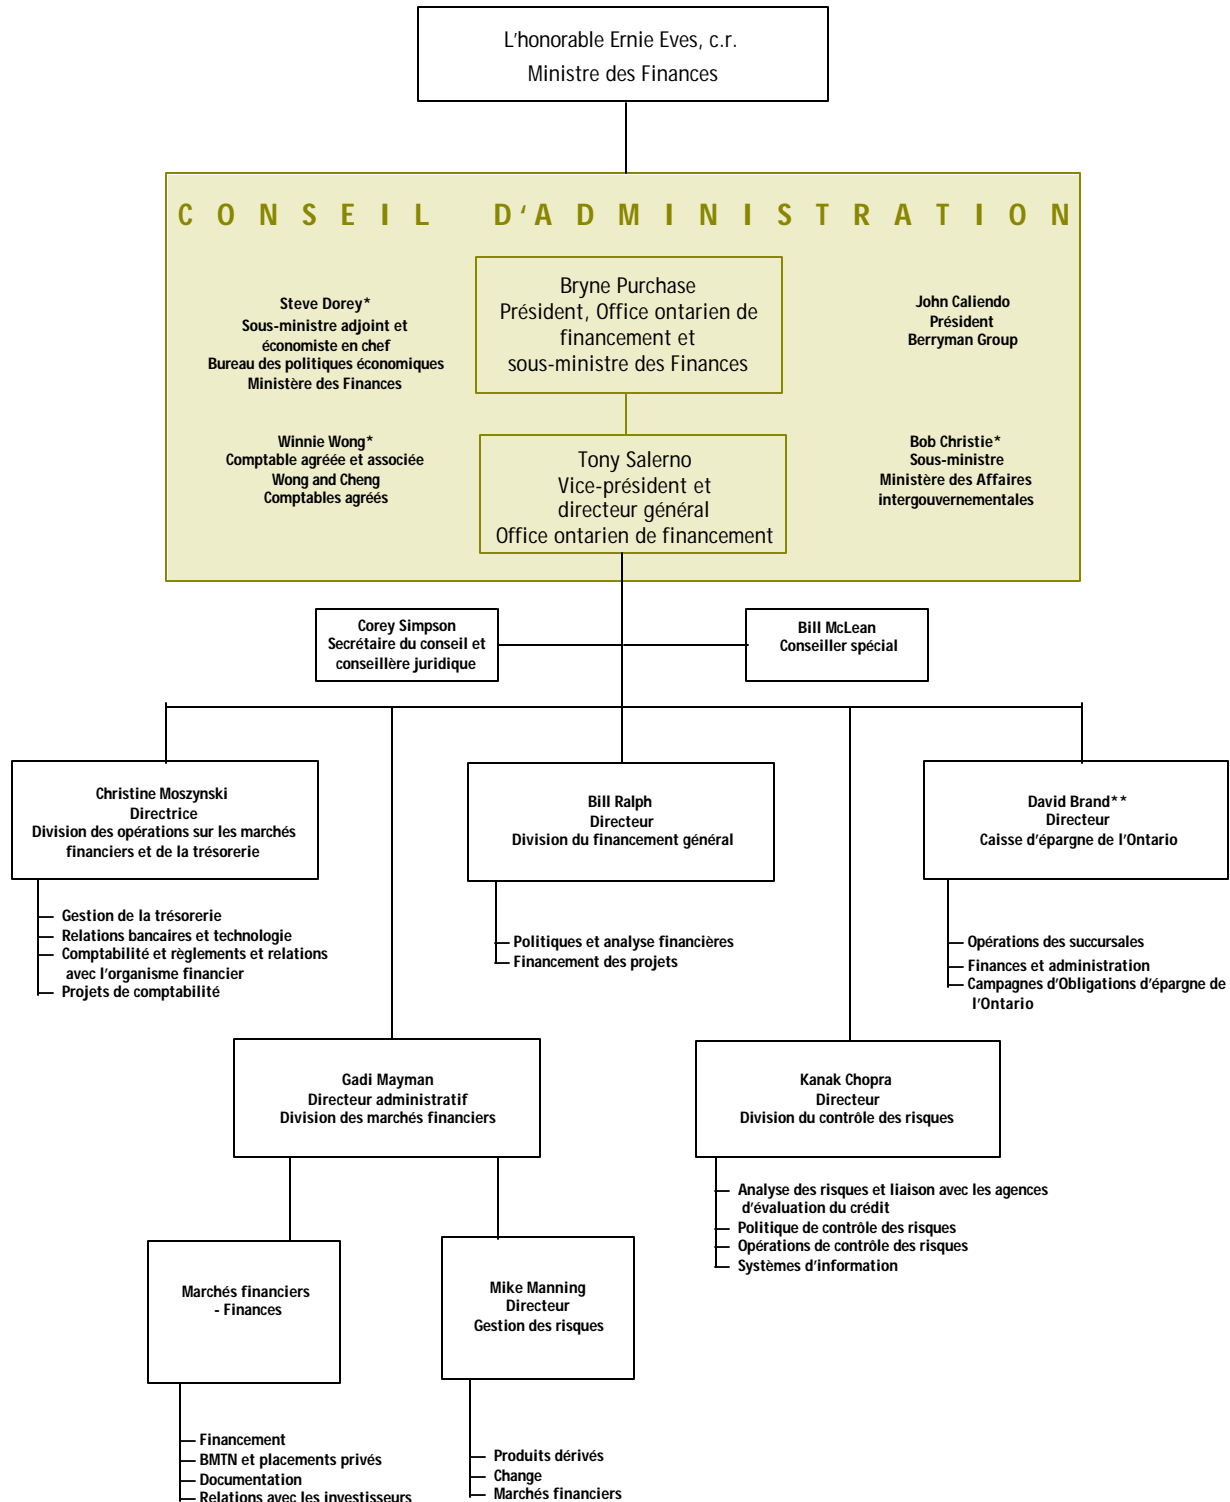 L'honorable Ernie Eves, c.r.
Ministre des Finances
CONSEIL D'ADMINISTRATION
Steve Dorey*
Sous-ministre adjoint et
économiste en chef
Bureau des politiques économiques
Ministère des Finances
Bryne Purchase
Président, Office ontarien de
financement et
sous-ministre des Finances
John Caliendo
Président
Berryman Group
Winnie Wong*
Comptable agréée et associée
Wong and Cheng
Comptables agréés
Tony Salerno
Vice-président et
directeur général
Office ontarien de financement
Bob Christie*
Sous-ministre
Ministère des Affaires
intergouvernementales
Corey Simpson
Secrétaire du conseil et
conseillère juridique
Bill McLean
Conseiller spécial
Christine Moszynski
Directrice
Division des opérations sur les marchés
financiers et de la trésorerie
Gestion de la trésorerie
Relations bancaires et technologie
Comptabilité et règlements et relations
avec l'organisme financier
Projets de comptabilité
Bill Ralph
Directeur
Division du financement général
Politiques et analyse financières
Financement des projets
David Brand**
Directeur
Caisse d'épargne de l'Ontario
Opérations des succursales
Finances et administration
Campagnes d'Obligations d'épargne de
l'Ontario
Gadi Mayman
Directeur administratif
Division des marchés financiers
Kanak Chopra
Directeur
Division du contrôle des risques
Analyse des risques et liaison avec les agences
d'évaluation du crédit
Politique de contrôle des risques
Opérations de contrôle des risques
Systèmes d'information
Marchés financiers
- Finances
Mike Manning
Directeur
Gestion des risques
Financement
BMTN et placements privés
Documentation
Relations avec les investisseurs
Produits dérivés
Change
Marchés financiers